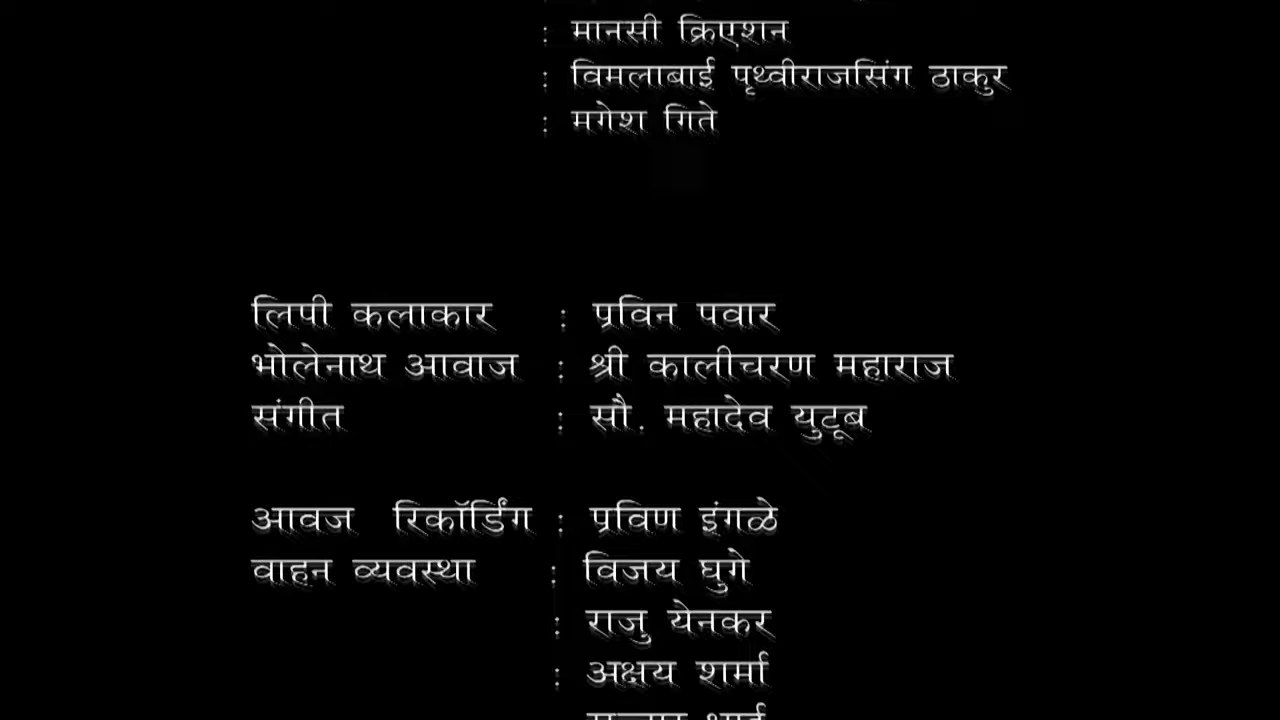 : मानसी क्रिएशन
: विमलाबाई पृथ्वीराजसिंग ठाकुर
: मगेश गिते
लिपी कलाकार : प्रविन पवार
भोलेनाथ आवाज : श्री कालीचरण महाराज
संगीत : सौ. महादेव युटूब
आवज रिकॉर्डिंग : प्रविण इंगळे
वाहन व्यवस्था : विजय घुगे
: राजु येनकर
: अक्षय शर्मा